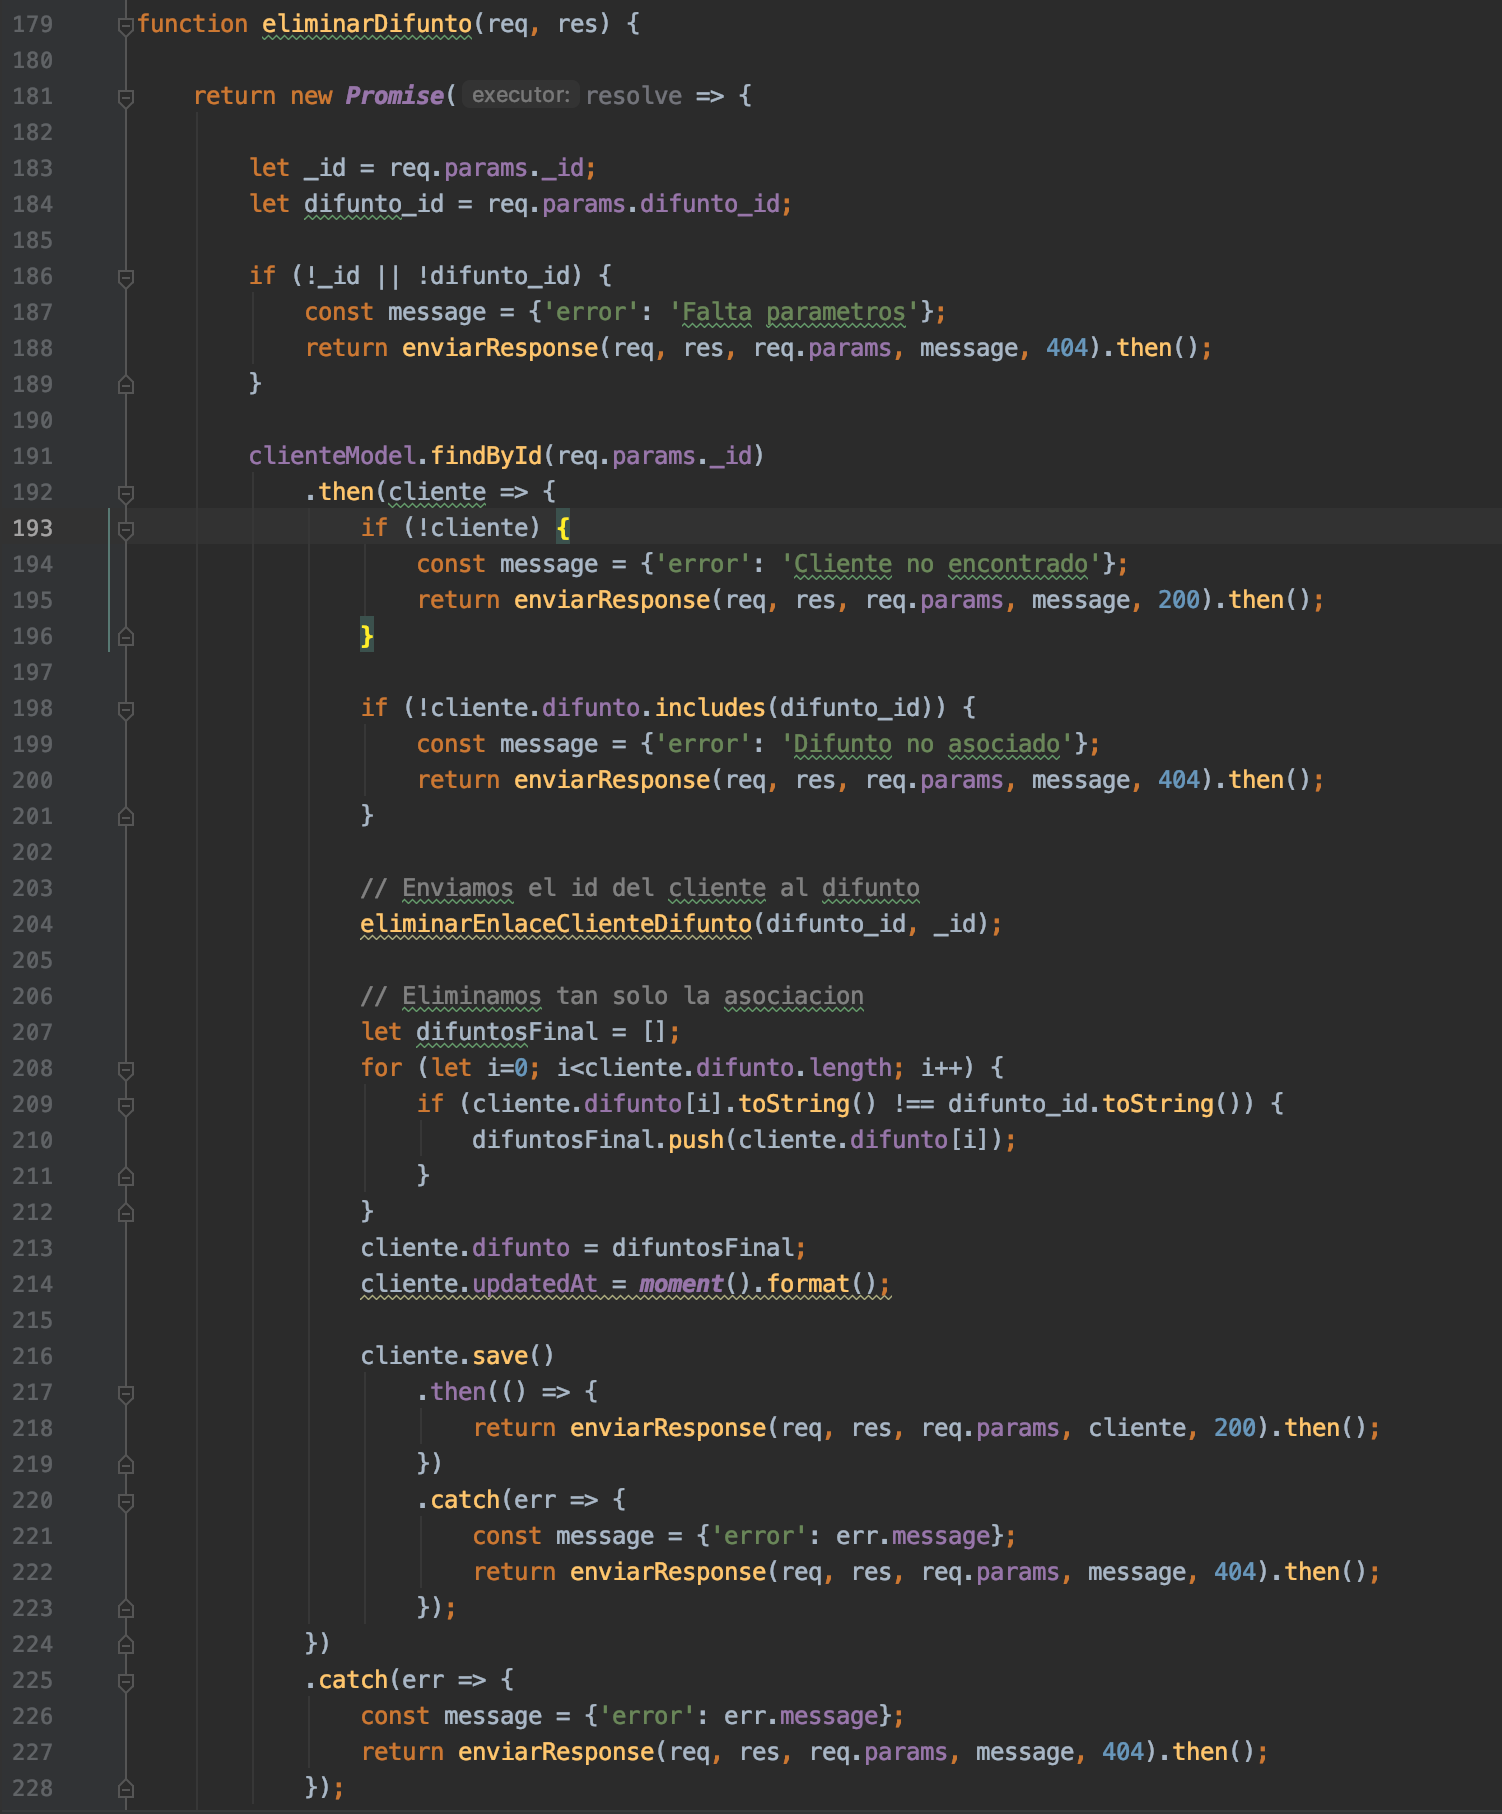 179 function eliminarDifunto(req, res) {
180
181     return new Promise( executor: resolve => {
182
183         let _id = req.params._id;
184         let difunto_id = req.params.difunto_id;
185
186         if (!_id || !difunto_id) {
187             const message = {'error': 'Falta parametros'};
188             return enviarResponse(req, res, req.params, message, 404).then();
189         }
190
191         clienteModel.findById(req.params._id)
192             .then(cliente => {
193                 if (!cliente) {
194                     const message = {'error': 'Cliente no encontrado'};
195                     return enviarResponse(req, res, req.params, message, 200).then();
196                 }
197
198                 if (!cliente.difunto.includes(difunto_id)) {
199                     const message = {'error': 'Difunto no asociado'};
200                     return enviarResponse(req, res, req.params, message, 404).then();
201                 }
202
203                 // Enviamos el id del cliente al difunto
204                 eliminarEnlaceClienteDifunto(difunto_id, _id);
205
206                 // Eliminamos tan solo la asociacion
207                 let difuntosFinal = [];
208                 for (let i=0; i<cliente.difunto.length; i++) {
209                     if (cliente.difunto[i].toString() !== difunto_id.toString()) {
210                         difuntosFinal.push(cliente.difunto[i]);
211                     }
212                 }
213                 cliente.difunto = difuntosFinal;
214                 cliente.updatedAt = moment().format();
215
216                 cliente.save()
217                     .then(() => {
218                         return enviarResponse(req, res, req.params, cliente, 200).then();
219                     })
220                     .catch(err => {
221                         const message = {'error': err.message};
222                         return enviarResponse(req, res, req.params, message, 404).then();
223                     });
224             })
225             .catch(err => {
226                 const message = {'error': err.message};
227                 return enviarResponse(req, res, req.params, message, 404).then();
228             });